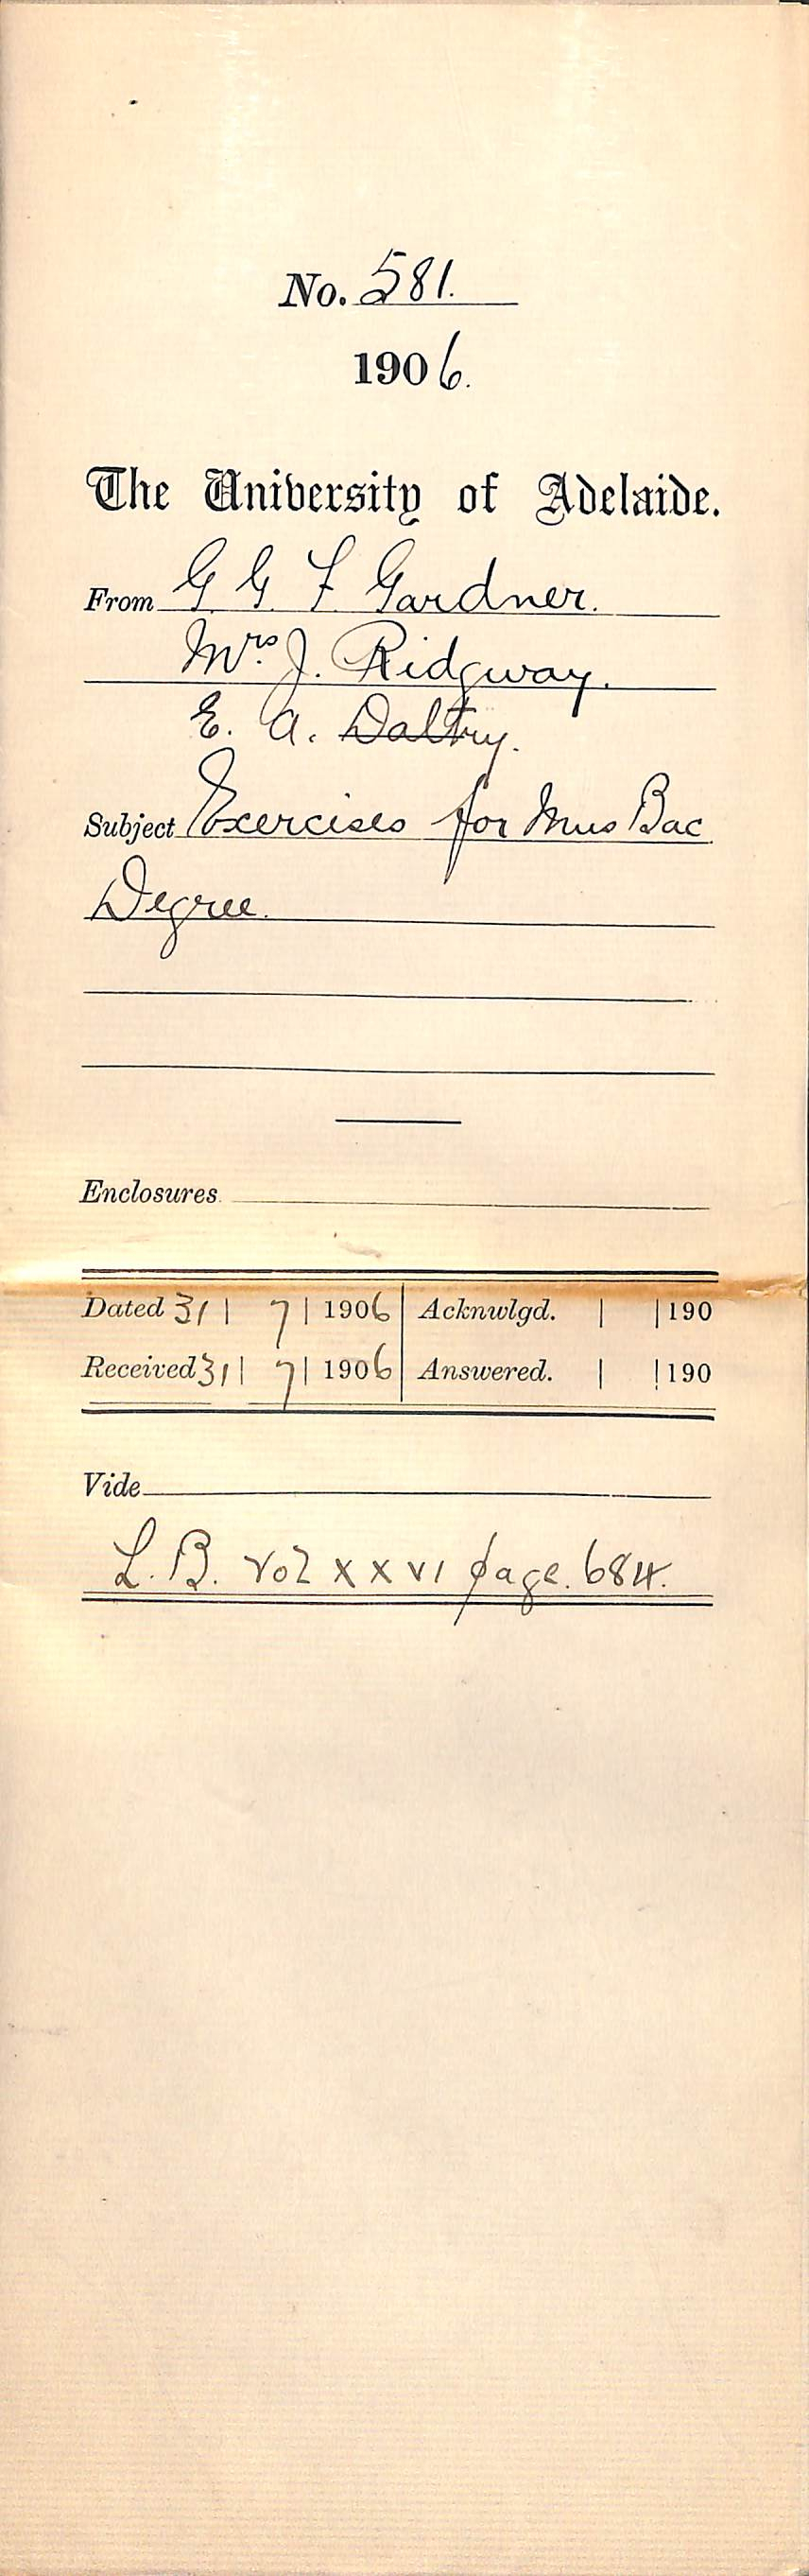 No. 581.
1906.
The University of Adelaide.
From G G F Gardner.
Mrs. J. Ridgway.
E. A. Daltry.
Subject Exercises for Mus Bac
Degree.
Enclosures
Dated 31 | 7 | 1906 | Acknwlgd. | | 190
Received 31 | 7 | 1906 | Answered. | | 190
Vide
L.B. Vol XXVI page. 684.